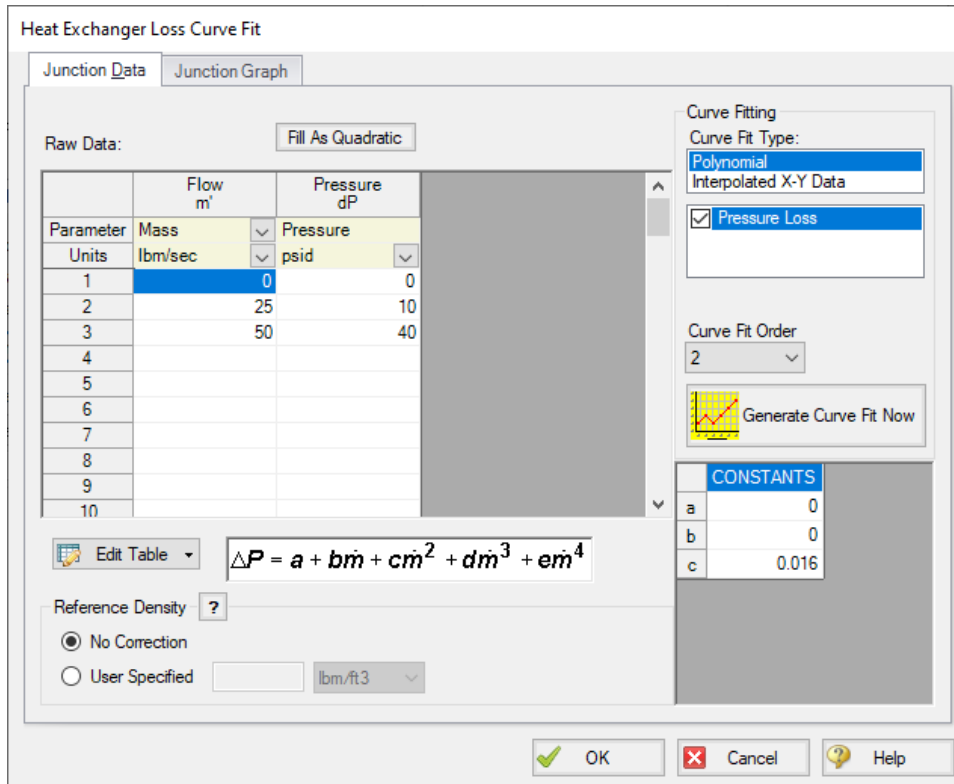 Heat Exchanger Loss Curve Fit
Junction Data Junction Graph
Raw Data: Fill As Quadratic
Flow Pressure
m' dP
Parameter Mass Pressure
Units lbm/sec psid
1 0 0
2 25 10
3 50 40
4
5
6
7
8
9
10
Edit Table
ΔP = a + bṁ + cṁ² + dṁ³ + eṁ⁴
Reference Density ?
No Correction
User Specified lbm/ft3
Curve Fitting
Curve Fit Type:
Polynomial
Interpolated X-Y Data
Pressure Loss
Curve Fit Order
2
Generate Curve Fit Now
CONSTANTS
a 0
b 0
c 0.016
OK Cancel Help